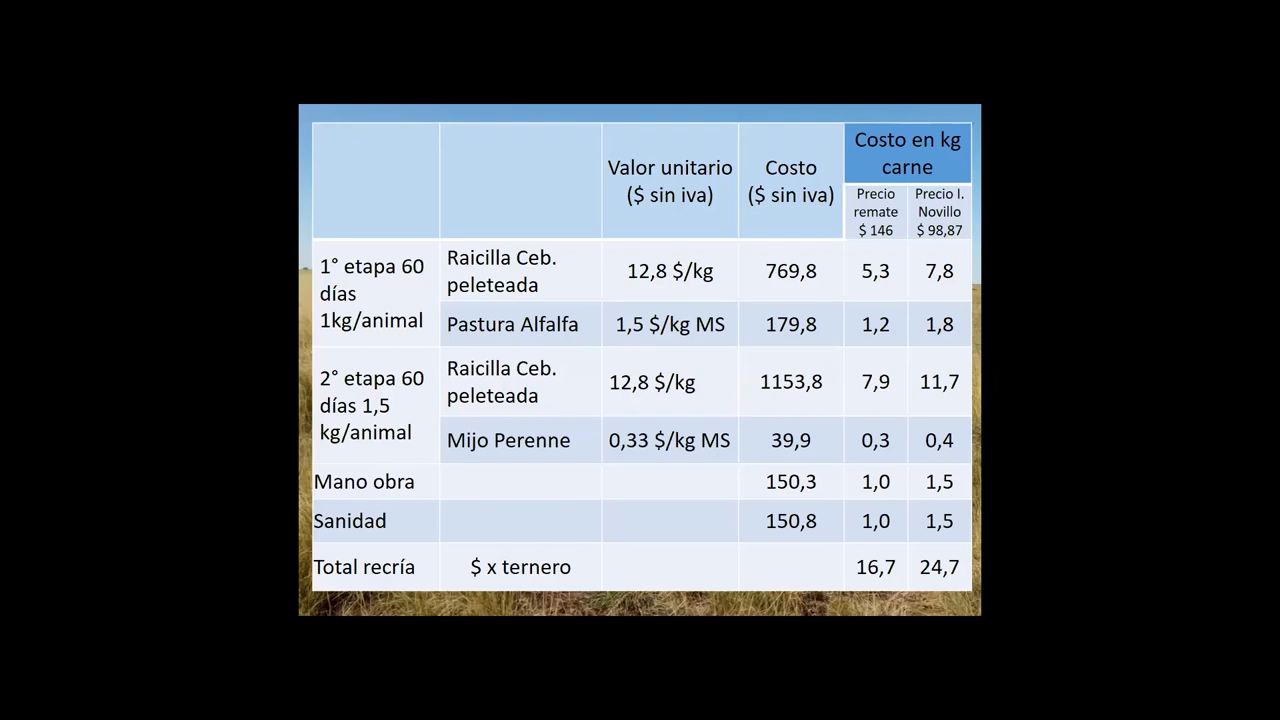 Valor unitario
($ sin iva)
Costo
($ sin iva)
Costo en kg
carne
Precio
remate
$ 146
Precio I.
Novillo
$ 98,87
1° etapa 60
días
1kg/animal
Raicilla Ceb.
peleteada
12,8 $/kg
769,8
5,3
7,8
Pastura Alfalfa
1,5 $/kg MS
179,8
1,2
1,8
2° etapa 60
días 1,5
kg/animal
Raicilla Ceb.
peleteada
12,8 $/kg
1153,8
7,9
11,7
Mijo Perenne
0,33 $/kg MS
39,9
0,3
0,4
Mano obra
150,3
1,0
1,5
Sanidad
150,8
1,0
1,5
Total recría
$ x ternero
16,7
24,7